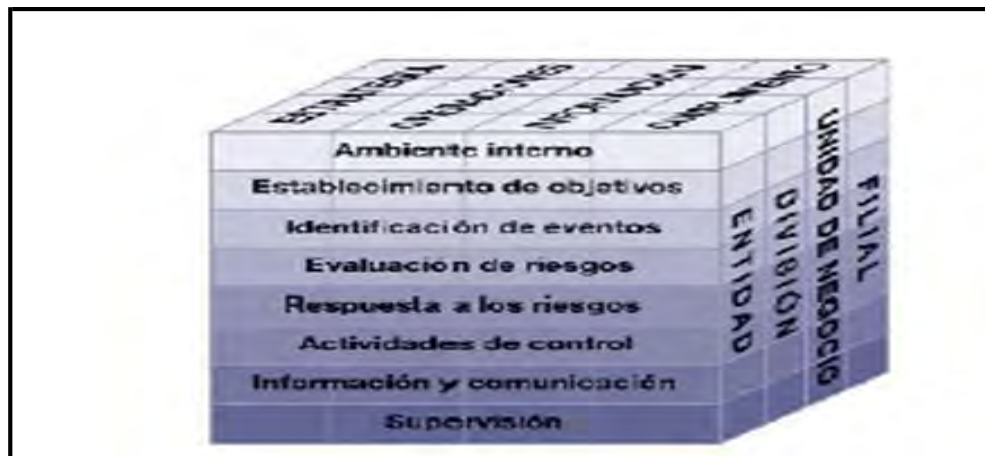 ESTRATEGIA
OPERACIONES
INFORMACIÓN
CUMPLIMIENTO
Ambiente interno
Establecimiento de objetivos
Identificación de eventos
Evaluación de riesgos
Respuesta a los riesgos
Actividades de control
Información y comunicación
Supervisión
ENTIDAD
DIVISIÓN
UNIDAD DE NEGOCIO
FILIAL